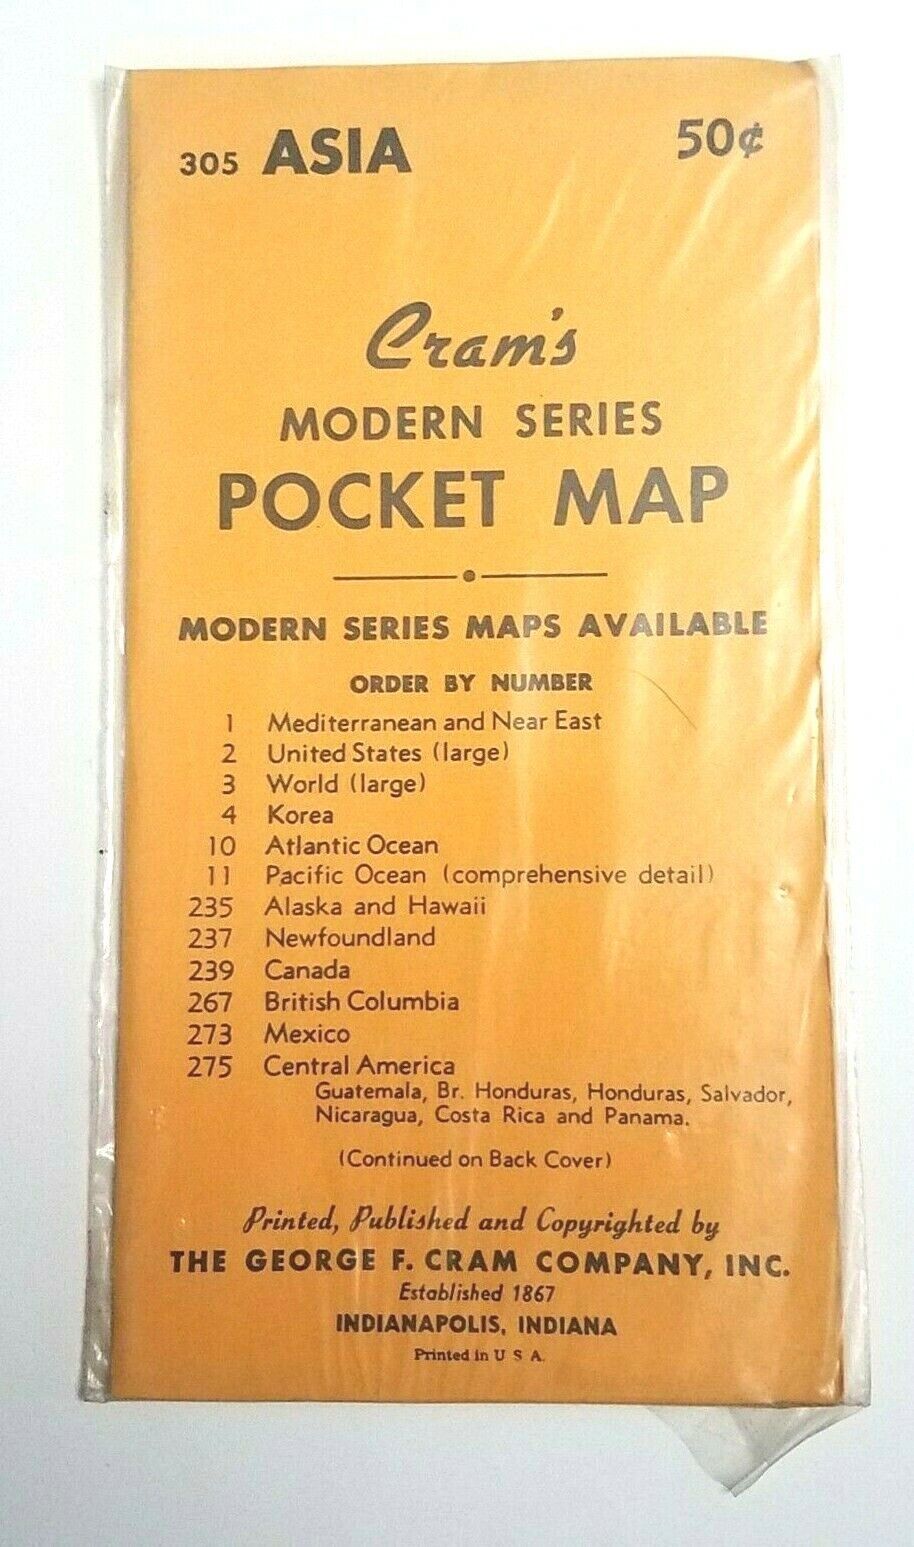 305 ASIA 50¢
Cram's
MODERN SERIES
POCKET MAP
MODERN SERIES MAPS AVAILABLE
ORDER BY NUMBER
1 Mediterranean and Near East
2 United States (large)
3 World (large)
4 Korea
10 Atlantic Ocean
11 Pacific Ocean (comprehensive detail)
235 Alaska and Hawaii
237 Newfoundland
239 Canada
267 British Columbia
273 Mexico
275 Central America
Guatemala, Br. Honduras, Honduras, Salvador,
Nicaragua, Costa Rica and Panama.
(Continued on Back Cover)
Printed, Published and Copyrighted by
THE GEORGE F. CRAM COMPANY, INC.
Established 1867
INDIANAPOLIS, INDIANA
Printed in U S A.